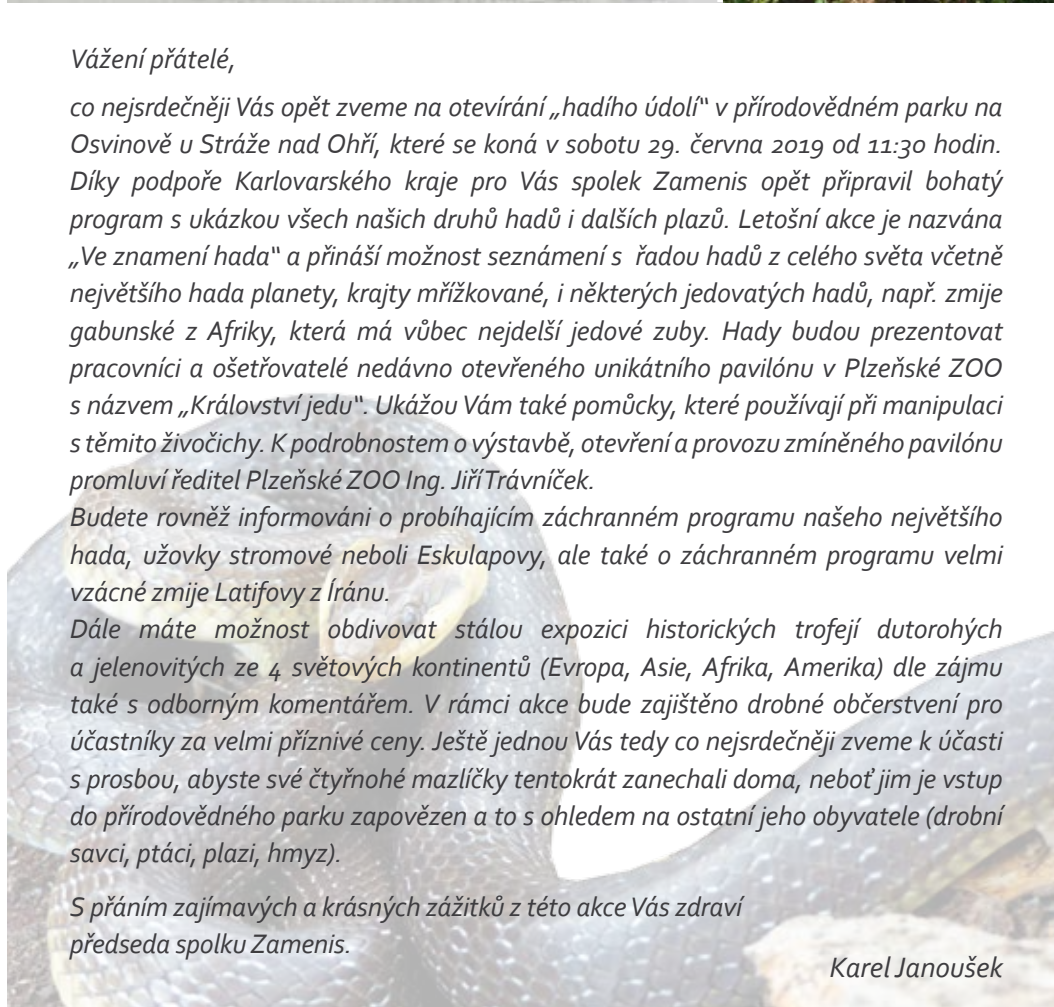 Vážení přátelé,
co nejsrdečněji Vás opět zveme na otevírání „hadího údolí“ v přírodovědném parku na
Osvinově u Stráže nad Ohří, které se koná v sobotu 29. června 2019 od 11:30 hodin.
Díky podpoře Karlovarského kraje pro Vás spolek Zamenis opět připravil bohatý
program s ukázkou všech našich druhů hadů i dalších plazů. Letošní akce je nazvána
„Ve znamení hada“ a přináší možnost seznámení s řadou hadů z celého světa včetně
největšího hada planety, krajty mřížkované, i některých jedovatých hadů, např. zmije
gabunské z Afriky, která má vůbec nejdelší jedové zuby. Hady budou prezentovat
pracovníci a ošetřovatelé nedávno otevřeného unikátního pavilónu v Plzeňské ZOO
s názvem „Království jedu“. Ukážou Vám také pomůcky, které používají při manipulaci
s těmito živočichy. K podrobnostem o výstavbě, otevření a provozu zmíněného pavilónu
promluví ředitel Plzeňské ZOO Ing. Jiří Trávníček.
Budete rovněž informováni o probíhajícím záchranném programu našeho největšího
hada, užovky stromové neboli Eskulapovy, ale také o záchranném programu velmi
vzácné zmije Latifovy z Íránu.
Dále máte možnost obdivovat stálou expozici historických trofejí dutorohých
a jelenovitých ze 4 světových kontinentů (Evropa, Asie, Afrika, Amerika) dle zájmu
také s odborným komentářem. V rámci akce bude zajištěno drobné občerstvení pro
účastníky za velmi příznivé ceny. Ještě jednou Vás tedy co nejsrdečněji zveme k účasti
s prosbou, abyste své čtyřnohé mazlíčky tentokrát zanechali doma, neboť jim je vstup
do přírodovědného parku zapovězen a to s ohledem na ostatní jeho obyvatele (drobní
savci, ptáci, plazi, hmyz).
S přáním zajímavých a krásných zážitků z této akce Vás zdraví
předseda spolku Zamenis.
Karel Janoušek